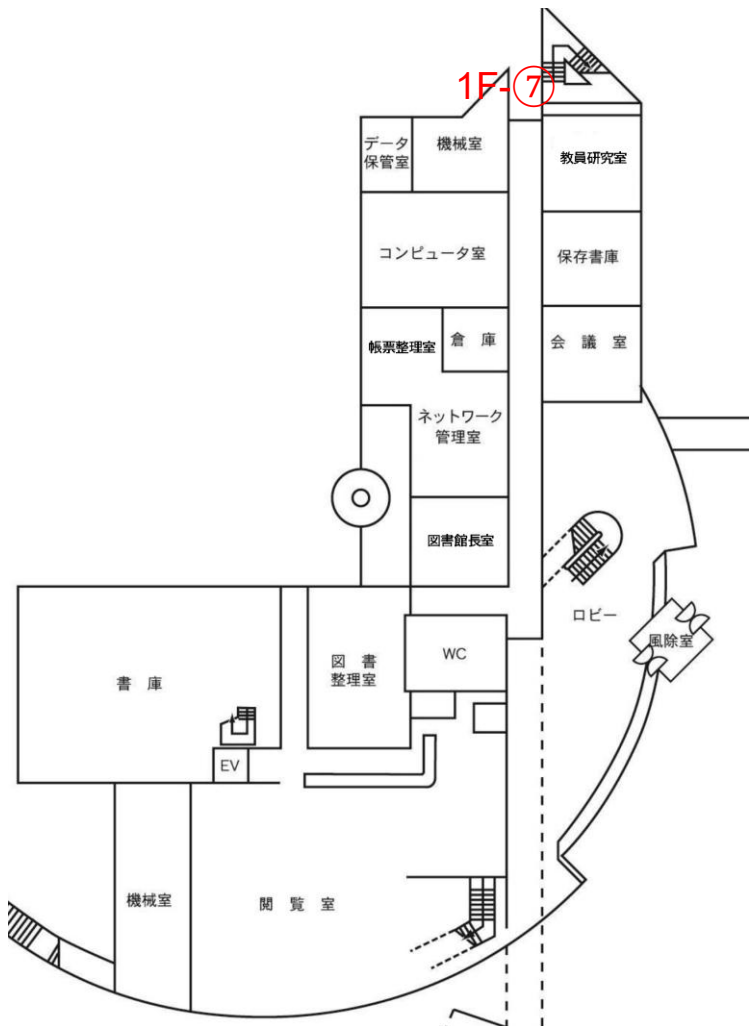 1F-⑦
データ
保管室
機械室
教員研究室
コンピュータ室
保存書庫
帳票整理室
倉 庫
会 議 室
ネットワーク
管理室
図書館長室
ロビー
風除室
WC
図 書
整理室
書 庫
EV
機械室
閲 覧 室